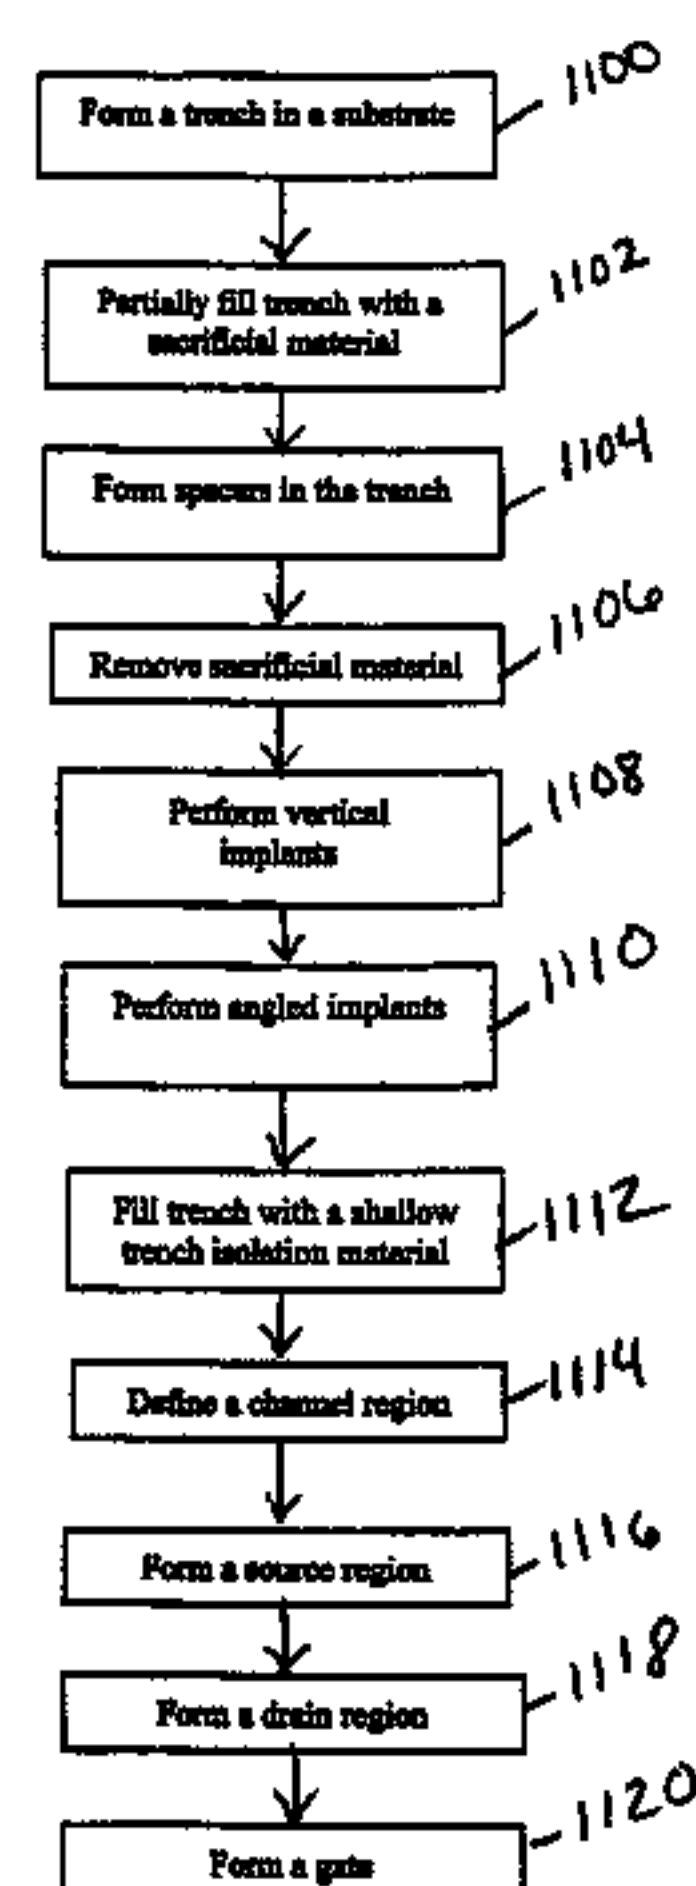 Form a trench in a substrate
1100
Partially fill trench with a
sacrificial material
1102
Form spacers in the trench
1104
Remove sacrificial material
1106
Perform vertical
implants
1108
Perform angled implants
1110
Fill trench with a shallow
trench isolation material
1112
Define a channel region
1114
Form a source region
1116
Form a drain region
1118
Form a gate
1120